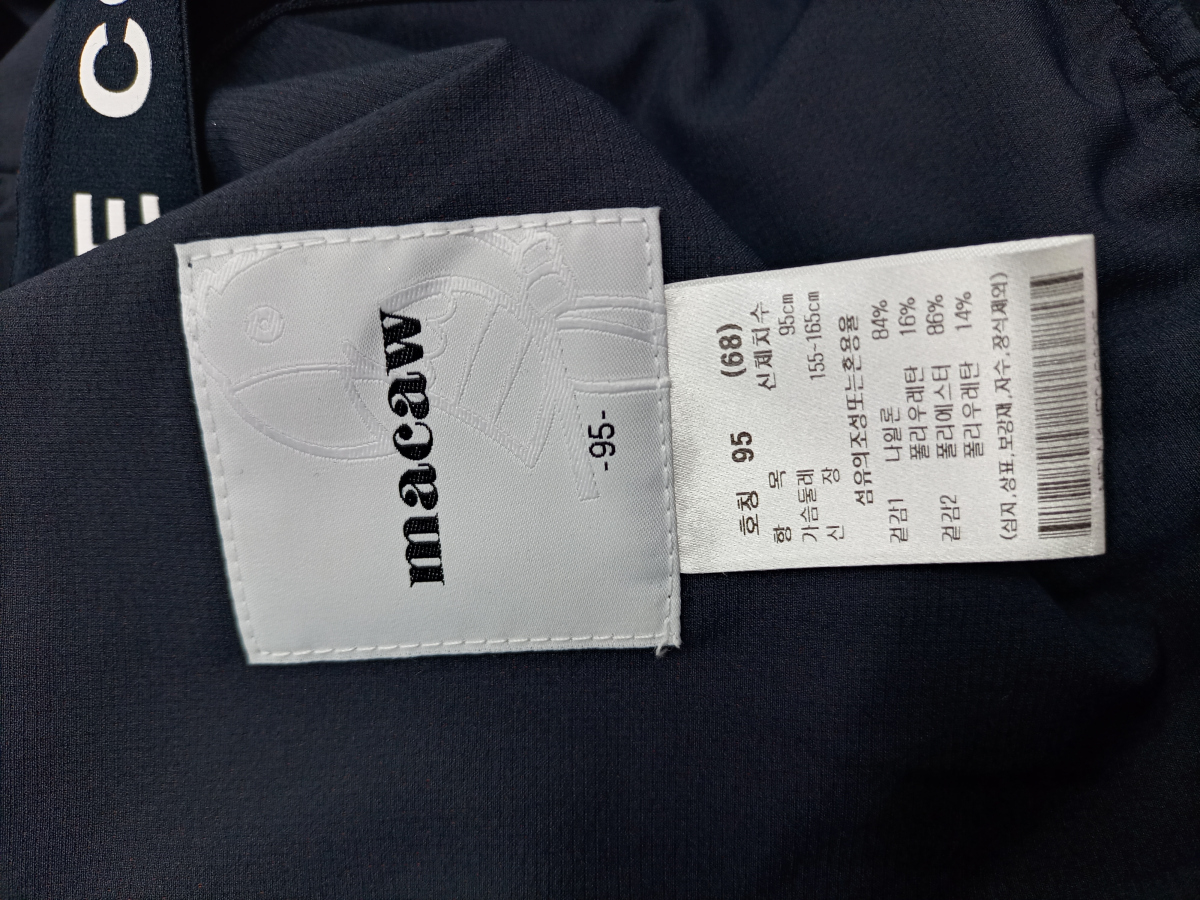 E C
macaw
-95-
호칭 95 (68)
항 목 신체치수
가슴둘레 95cm
신 장 155~165cm
섬유의조성또는혼용율
겉감1 나일론 84%
폴리우레탄 16%
겉감2 폴리에스터 86%
폴리우레탄 14%
(심지,상표,보강재,자수,장식제외)